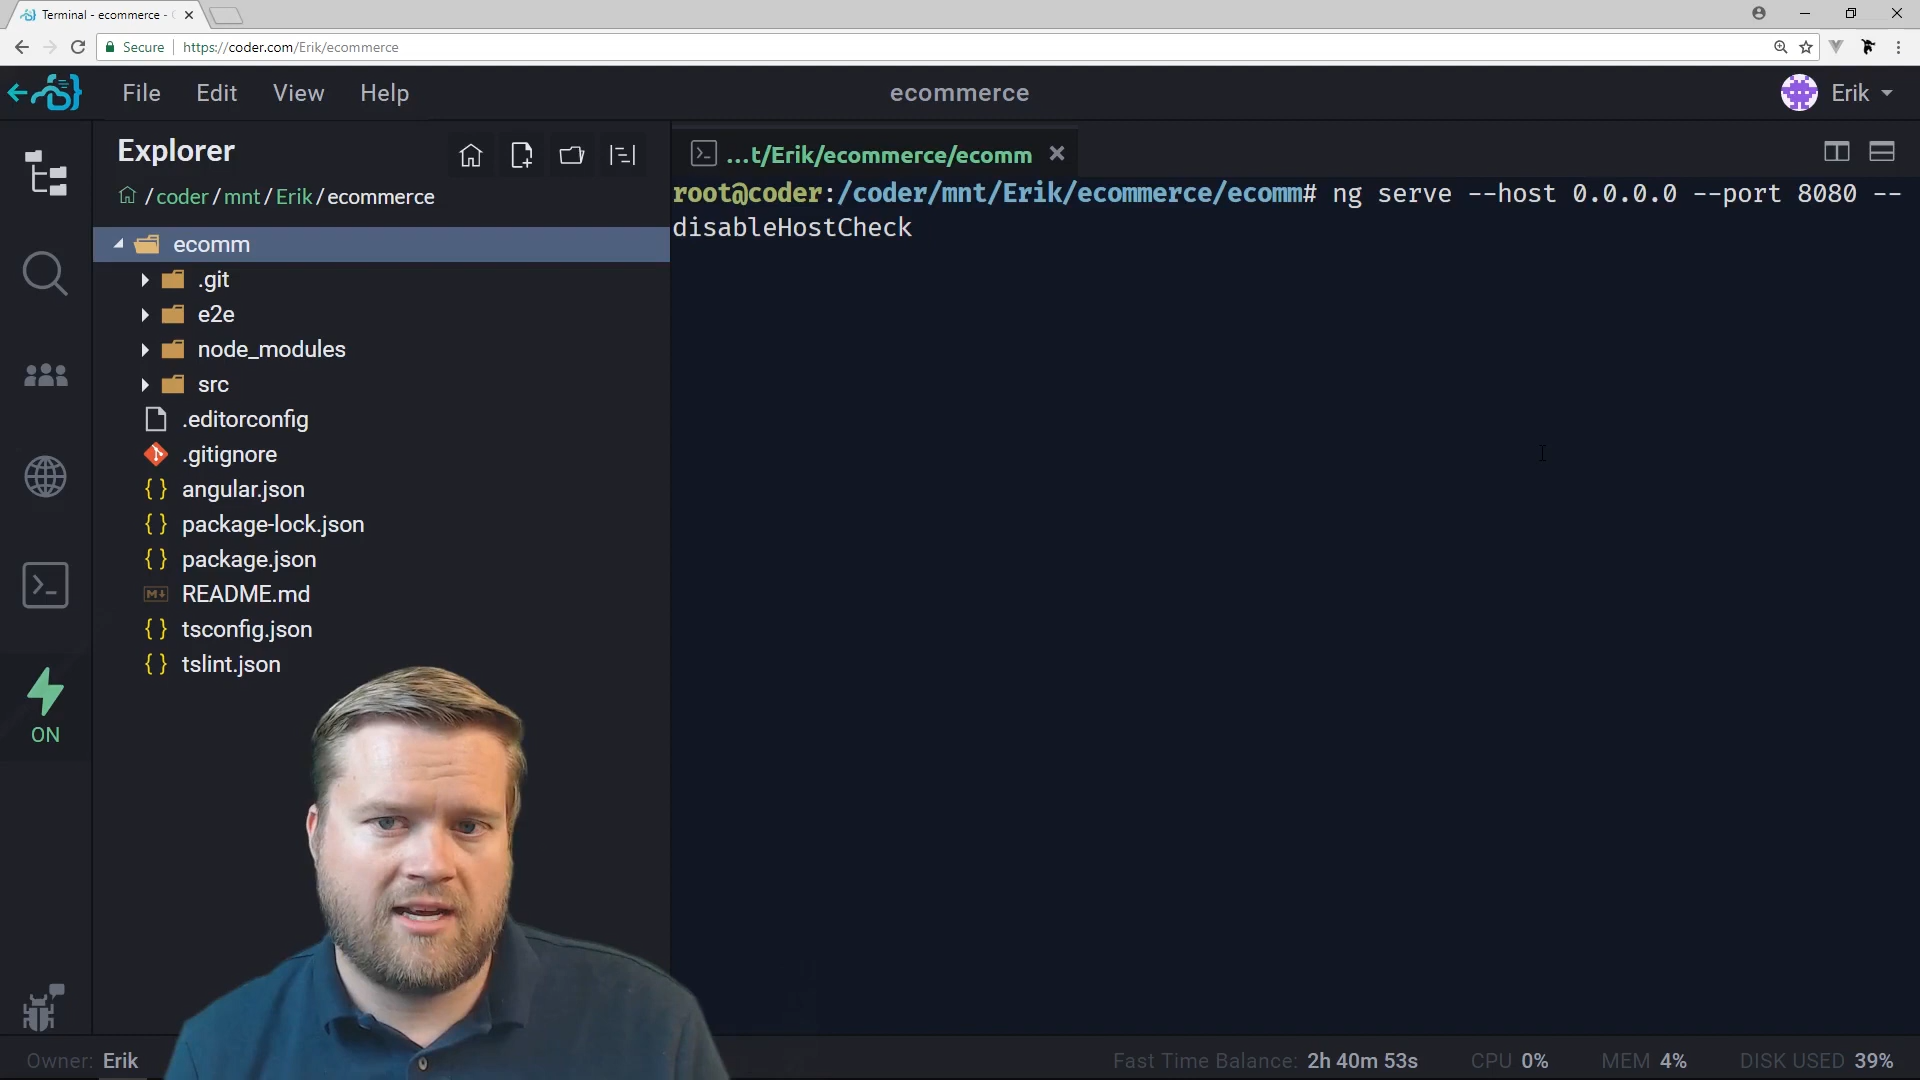 Terminal - ecommerce -
Secure
https://coder.com/Erik/ecommerce
File
Edit
View
Help
ecommerce
Erik
Explorer
/coder/mnt/Erik/ecommerce
…t/Erik/ecommerce/ecomm
root@coder:/coder/mnt/Erik/ecommerce/ecomm# ng serve --host 0.0.0.0 --port 8080 --
disableHostCheck
ecomm
.git
e2e
node_modules
src
.editorconfig
.gitignore
{ } angular.json
{ } package-lock.json
{ } package.json
M↓ README.md
{ } tsconfig.json
{ } tslint.json
ON
Owner: Erik
Fast Time Balance: 2h 40m 53s
CPU 0%
MEM 4%
DISK USED 39%